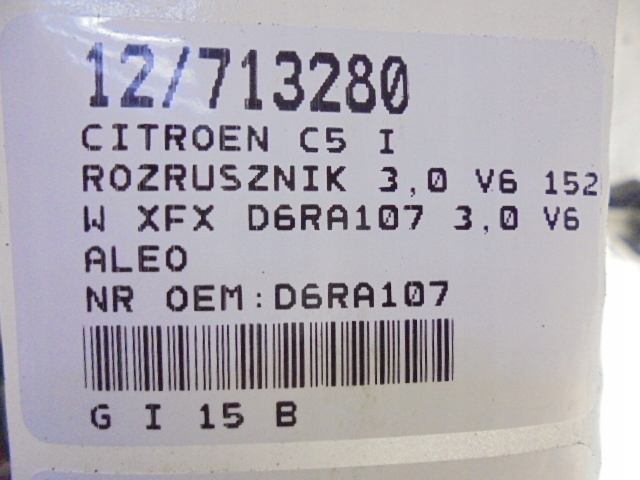 12/713280
CITROEN C5 I
ROZRUSZNIK 3,0 V6 152
W XFX D6RA107 3,0 V6
ALEO
NR OEM:D6RA107
G I 15 B